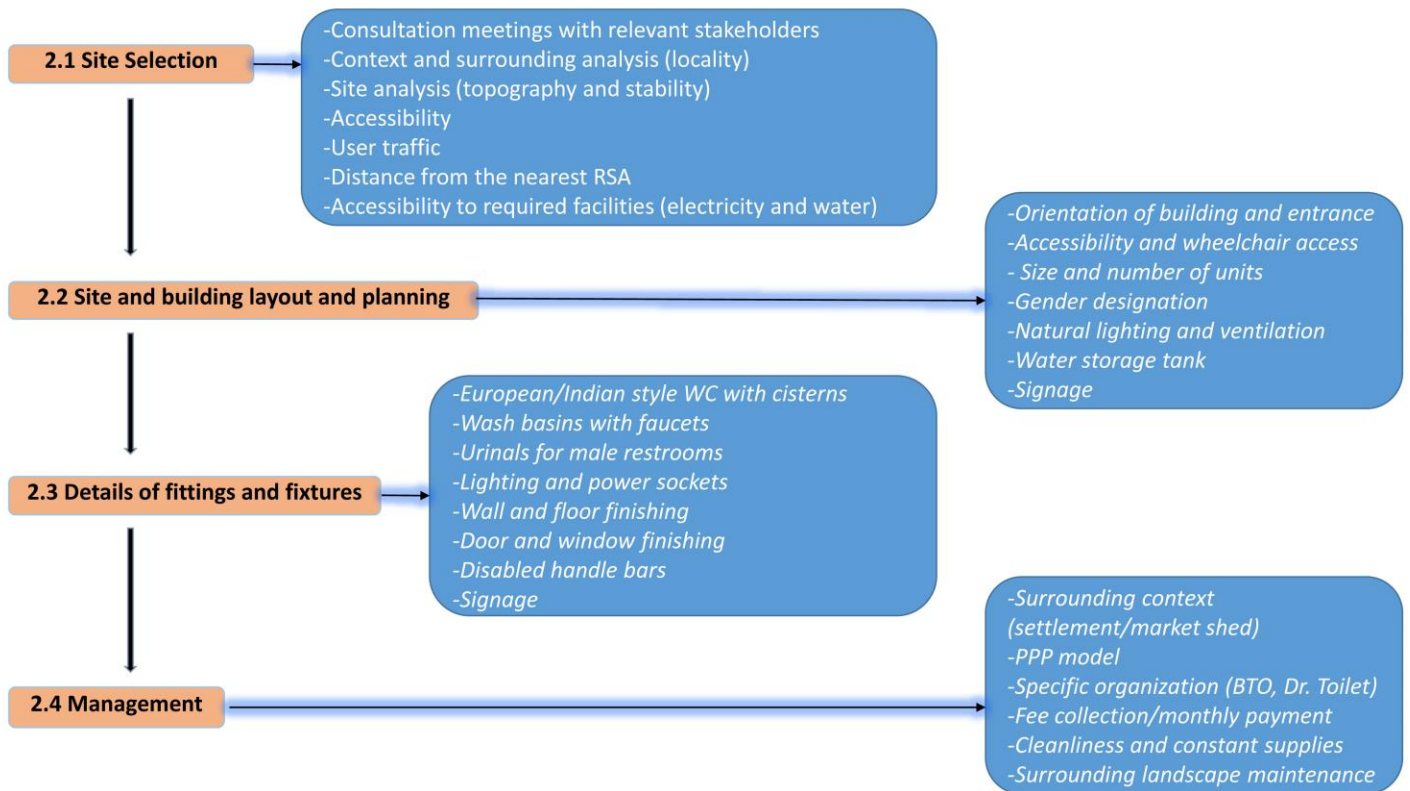 2.1 Site Selection
-Consultation meetings with relevant stakeholders
-Context and surrounding analysis (locality)
-Site analysis (topography and stability)
-Accessibility
-User traffic
-Distance from the nearest RSA
-Accessibility to required facilities (electricity and water)
2.2 Site and building layout and planning
-Orientation of building and entrance
-Accessibility and wheelchair access
- Size and number of units
-Gender designation
-Natural lighting and ventilation
-Water storage tank
-Signage
2.3 Details of fittings and fixtures
-European/Indian style WC with cisterns
-Wash basins with faucets
-Urinals for male restrooms
-Lighting and power sockets
-Wall and floor finishing
-Door and window finishing
-Disabled handle bars
-Signage
2.4 Management
-Surrounding context
(settlement/market shed)
-PPP model
-Specific organization (BTO, Dr. Toilet)
-Fee collection/monthly payment
-Cleanliness and constant supplies
-Surrounding landscape maintenance